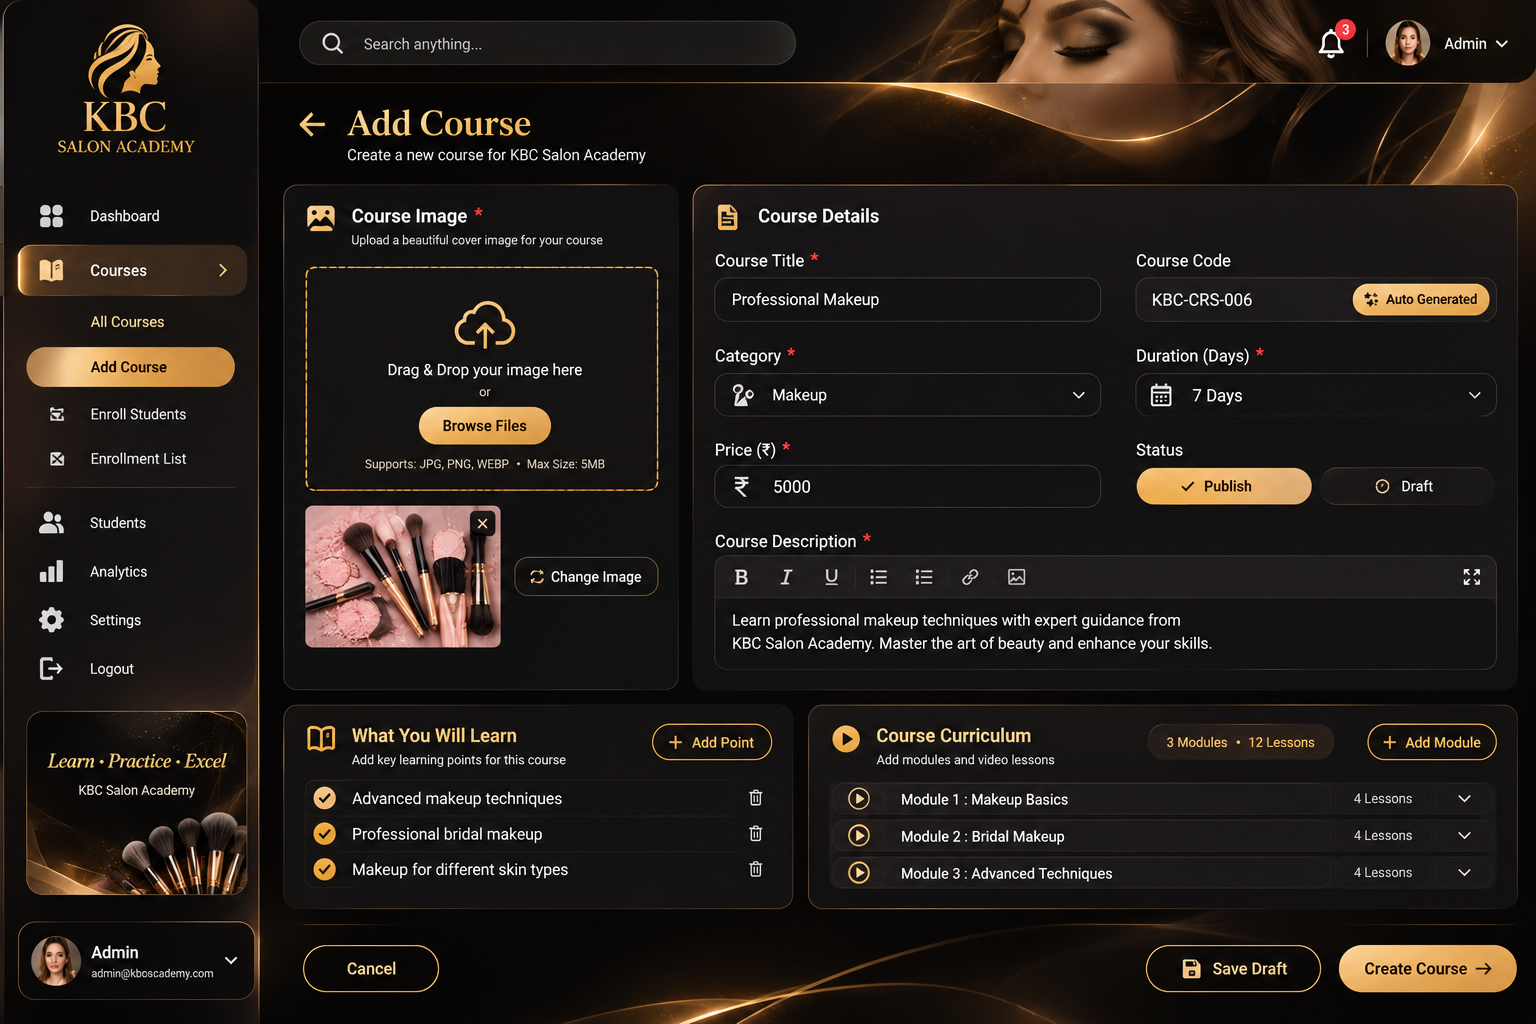 KBC
SALON ACADEMY
Dashboard
Courses
All Courses
Add Course
Enroll Students
Enrollment List
Students
Analytics
Settings
Logout
Learn • Practice • Excel
KBC Salon Academy
Admin
admin@kboscademy.com
Search anything...
3
Admin
Add Course
Create a new course for KBC Salon Academy
Course Image *
Upload a beautiful cover image for your course
Drag & Drop your image here
or
Browse Files
Supports: JPG, PNG, WEBP • Max Size: 5MB
Change Image
Course Details
Course Title *
Professional Makeup
Course Code
KBC-CRS-006
Auto Generated
Category *
Makeup
Duration (Days) *
7 Days
Price (₹) *
₹ 5000
Status
Publish
Draft
Course Description *
B I U
Learn professional makeup techniques with expert guidance from
KBC Salon Academy. Master the art of beauty and enhance your skills.
What You Will Learn
Add key learning points for this course
+ Add Point
Advanced makeup techniques
Professional bridal makeup
Makeup for different skin types
Course Curriculum
Add modules and video lessons
3 Modules • 12 Lessons
+ Add Module
Module 1 : Makeup Basics
4 Lessons
Module 2 : Bridal Makeup
4 Lessons
Module 3 : Advanced Techniques
4 Lessons
Cancel
Save Draft
Create Course →